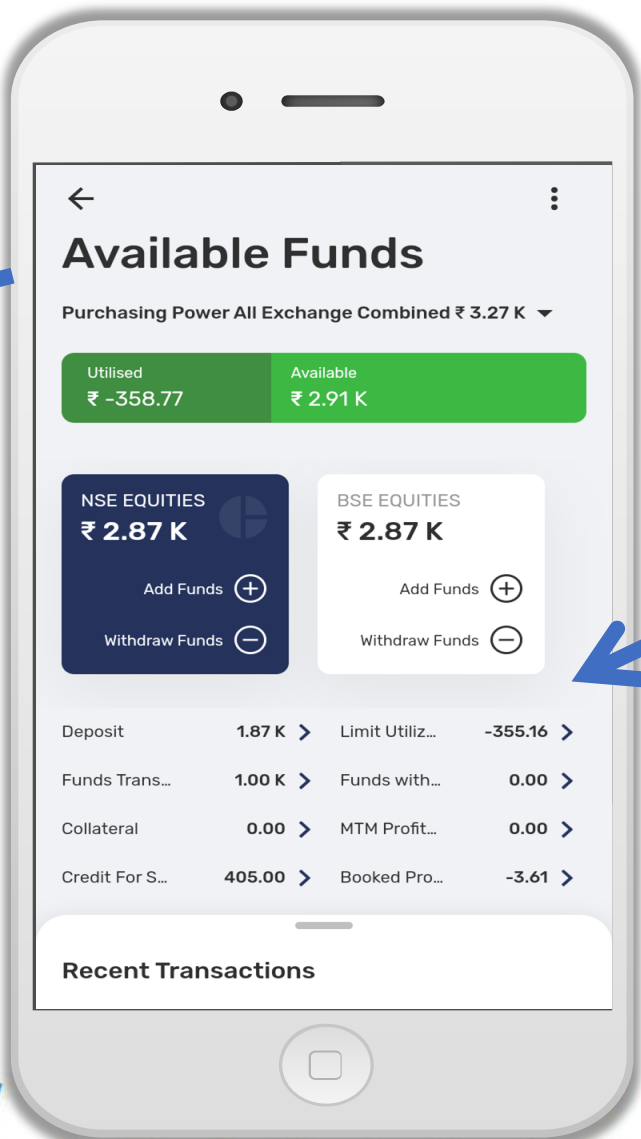 Available Funds
Purchasing Power All Exchange Combined ₹ 3.27 K
Utilised Available
₹ -358.77 ₹ 2.91 K
NSE EQUITIES BSE EQUITIES
₹ 2.87 K ₹ 2.87 K
Add Funds Add Funds
Withdraw Funds Withdraw Funds
Deposit 1.87 K Limit Utiliz... -355.16
Funds Trans... 1.00 K Funds with... 0.00
Collateral 0.00 MTM Profit... 0.00
Credit For S... 405.00 Booked Pro... -3.61
Recent Transactions